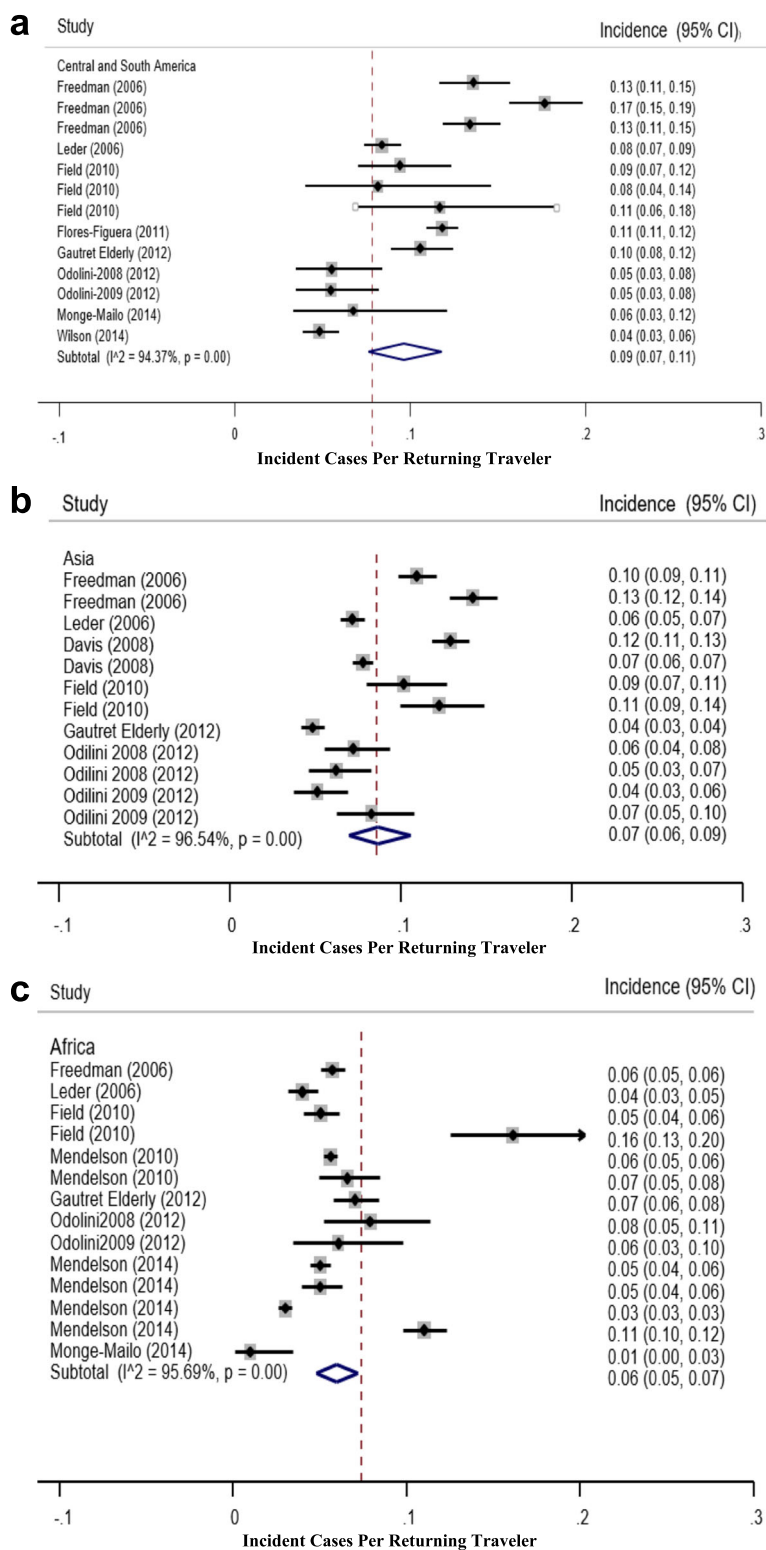 a
Study Incidence (95% CI)
Central and South America
Freedman (2006) 0.13 (0.11, 0.15)
Freedman (2006) 0.17 (0.15, 0.19)
Freedman (2006) 0.13 (0.11, 0.15)
Leder (2006) 0.08 (0.07, 0.09)
Field (2010) 0.09 (0.07, 0.12)
Field (2010) 0.08 (0.04, 0.14)
Field (2010) 0.11 (0.06, 0.18)
Flores-Figuera (2011) 0.11 (0.11, 0.12)
Gautret Elderly (2012) 0.10 (0.08, 0.12)
Odolini-2008 (2012) 0.05 (0.03, 0.08)
Odolini-2009 (2012) 0.05 (0.03, 0.08)
Monge-Mailo (2014) 0.06 (0.03, 0.12)
Wilson (2014) 0.04 (0.03, 0.06)
Subtotal (I^2 = 94.37%, p = 0.00) 0.09 (0.07, 0.11)
-.1 0 .1 .2 3
Incident Cases Per Returning Traveler
b
Study Incidence (95% CI)
Asia
Freedman (2006) 0.10 (0.09, 0.11)
Freedman (2006) 0.13 (0.12, 0.14)
Leder (2006) 0.06 (0.05, 0.07)
Davis (2008) 0.12 (0.11, 0.13)
Davis (2008) 0.07 (0.06, 0.07)
Field (2010) 0.09 (0.07, 0.11)
Field (2010) 0.11 (0.09, 0.14)
Gautret Elderly (2012) 0.04 (0.03, 0.04)
Odilini 2008 (2012) 0.06 (0.04, 0.08)
Odilini 2008 (2012) 0.05 (0.03, 0.07)
Odilini 2009 (2012) 0.04 (0.03, 0.06)
Odilini 2009 (2012) 0.07 (0.05, 0.10)
Subtotal (I^2 = 96.54%, p = 0.00) 0.07 (0.06, 0.09)
-.1 0 .1 .2 .3
Incident Cases Per Returning Traveler
c
Study Incidence (95% CI)
Africa
Freedman (2006) 0.06 (0.05, 0.06)
Leder (2006) 0.04 (0.03, 0.05)
Field (2010) 0.05 (0.04, 0.06)
Field (2010) 0.16 (0.13, 0.20)
Mendelson (2010) 0.06 (0.05, 0.06)
Mendelson (2010) 0.07 (0.05, 0.08)
Gautret Elderly (2012) 0.07 (0.06, 0.08)
Odolini2008 (2012) 0.08 (0.05, 0.11)
Odolini2009 (2012) 0.06 (0.03, 0.10)
Mendelson (2014) 0.05 (0.04, 0.06)
Mendelson (2014) 0.05 (0.04, 0.06)
Mendelson (2014) 0.03 (0.03, 0.03)
Mendelson (2014) 0.11 (0.10, 0.12)
Monge-Mailo (2014) 0.01 (0.00, 0.03)
Subtotal (I^2 = 95.69%, p = 0.00) 0.06 (0.05, 0.07)
-.1 0 .1 .2 .3
Incident Cases Per Returning Traveler